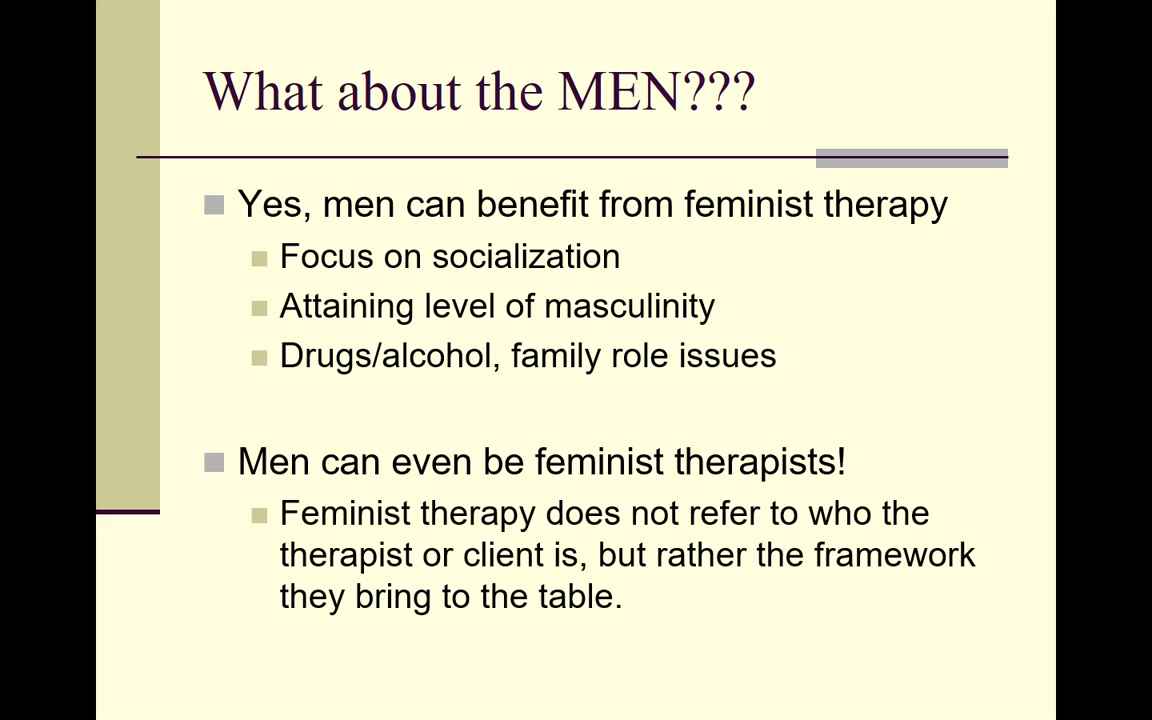 What about the MEN???
Yes, men can benefit from feminist therapy
Focus on socialization
Attaining level of masculinity
Drugs/alcohol, family role issues
Men can even be feminist therapists!
Feminist therapy does not refer to who the
therapist or client is, but rather the framework
they bring to the table.